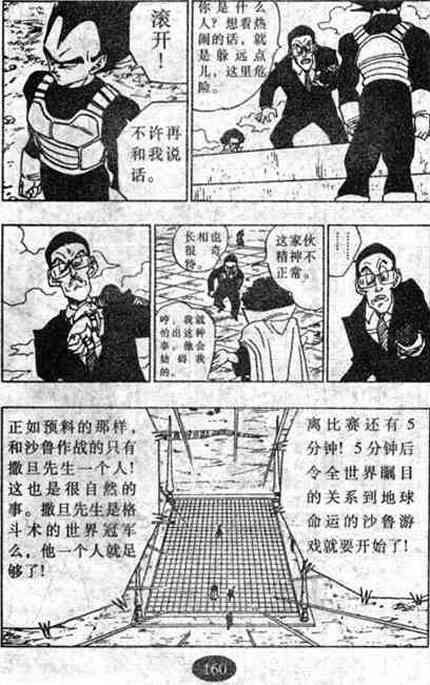 你是什么
人？想看热
闹的话，就
是躲远点
儿，这里危
险。
滚开！
不许再
和我说
话。
…………
这家伙
精神不
正常。
长相也
很奇
特。
哼，我就
怕出这种
事，他会
妨碍我
的。
离比赛还有5
分钟！5分钟后
令全世界瞩目
的关系到地球
命运的沙鲁游
戏就要开始了！
正如预料的那样，
和沙鲁作战的只有
撒旦先生一个人！
这也是很自然的
事。撒旦先生是格
斗术的世界冠军
么，他一个人就足
够了！
160